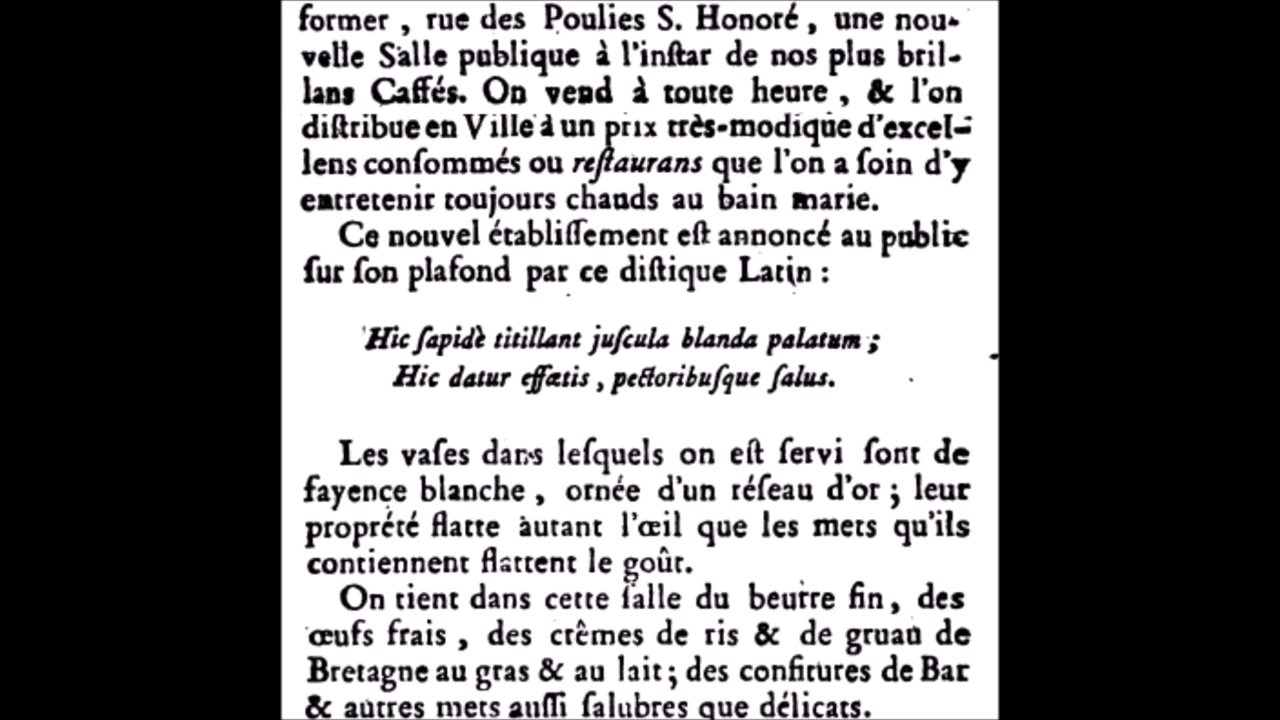 former , rue des Poulies S. Honoré, une nou-
velle Salle publique à l'inſtar de nos plus bril-
lans Caffés. On vend à toute heure , & l'on
diſtribue en Ville à un prix très-modique d'excel-
lens conſommés ou reſtaurans que l'on a ſoin d'y
entretenir toujours chauds au bain marie.
Ce nouvel établiſſement eſt annoncé au public
ſur ſon plafond par ce diſtique Latin :
Hic ſapidè titillant juſcula blanda palatum ;
Hic datur effœtis , pectoribuſque ſalus.
Les vaſes dans leſquels on eſt ſervi ſont de
fayence blanche , ornée d'un réſeau d'or ; leur
proprété flatte autant l'œil que les mets qu'ils
contiennent flattent le goût.
On tient dans cette ſalle du beurre fin, des
œufs frais , des crêmes de ris & de gruau de
Bretagne au gras & au lait ; des confitures de Bar
& autres mets auſſi ſalubres que délicats.